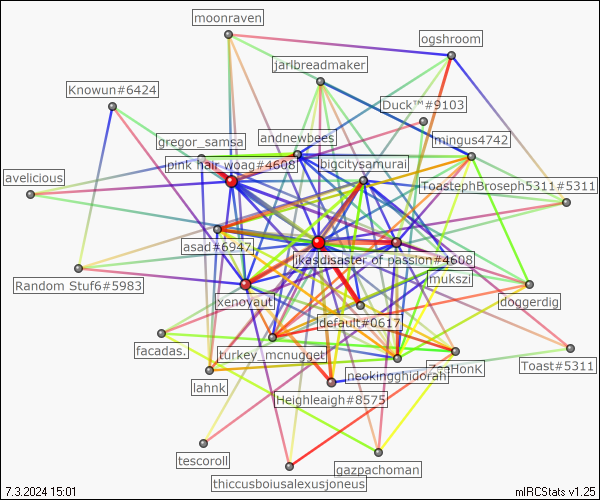 moonraven
ogshroom
jarlbreadmaker
Knowun#6424
Duck™#9103
gregor_samsa
andnewbees
mingus4742
pink hair woag#4608
bigcitysamurai
avelicious
ToastephBroseph5311#5311
asad#6947
disaster of passion#4608
Random Stuf6#5983
mukszi
xenoyaut
doggerdig
default#0617
facadas.
turkey_mcnugget
ZeaHonK
Toast#5311
neokingghidorah
lahnk
Heighleaigh#8575
tescoroll
gazpachoman
thiccusboiusalexusjoneus
7.3.2024 15:01
mIRCStats v1.25